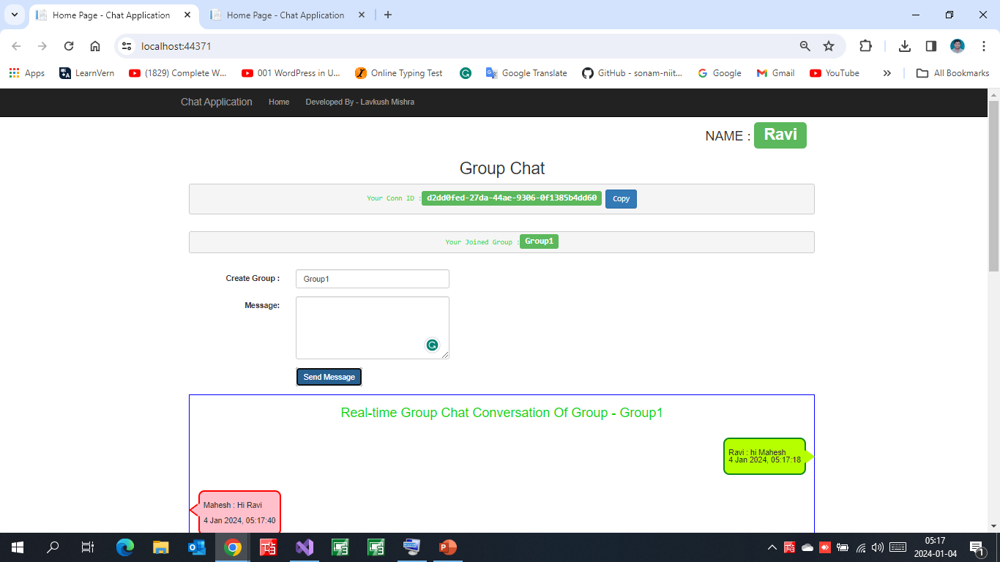 Home Page - Chat Application
Home Page - Chat Application
localhost:44371
Apps
LearnVern
(1829) Complete W...
001 WordPress in U...
Online Typing Test
Google Translate
GitHub - sonam-niit...
Google
Gmail
YouTube
All Bookmarks
Chat Application
Home
Developed By - Lavkush Mishra
NAME : Ravi
Group Chat
Your Conn ID : d2dd0fed-27da-44ae-9306-0f1385b4dd60 Copy
Your Joined Group : Group1
Create Group : Group1
Message:
Send Message
Real-time Group Chat Conversation Of Group - Group1
Ravi : hi Mahesh
4 Jan 2024, 05:17:18
Mahesh : Hi Ravi
4 Jan 2024, 05:17:40
05:17
2024-01-04
1